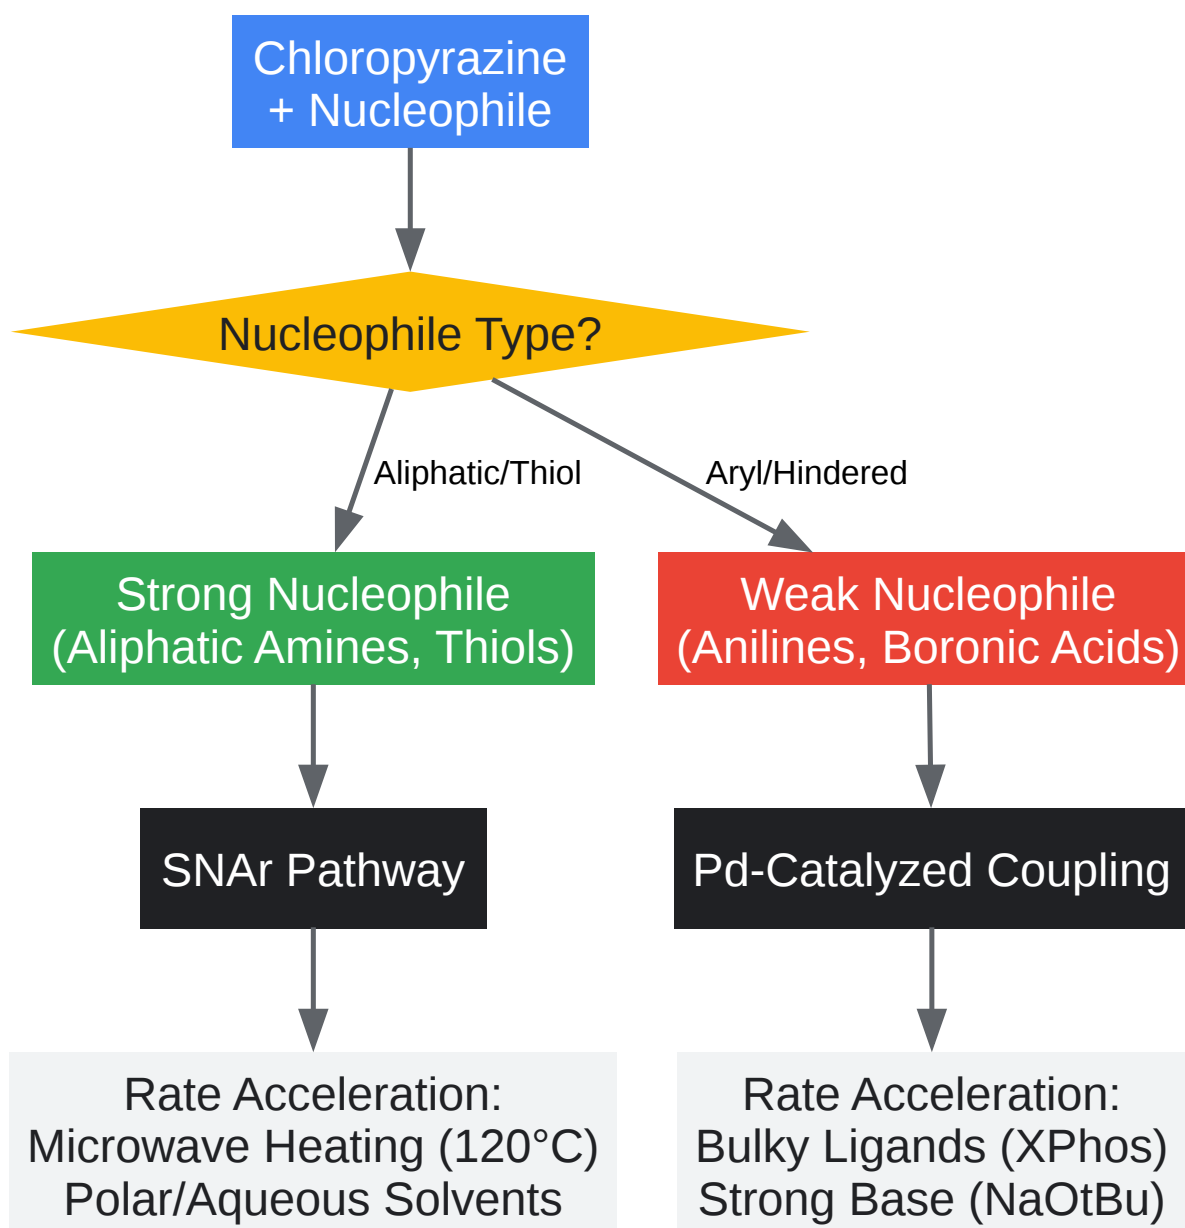 Chloropyrazine
+ Nucleophile
Nucleophile Type?
Aliphatic/Thiol
Aryl/Hindered
Strong Nucleophile
(Aliphatic Amines, Thiols)
Weak Nucleophile
(Anilines, Boronic Acids)
SNAr Pathway
Pd-Catalyzed Coupling
Rate Acceleration:
Microwave Heating (120°C)
Polar/Aqueous Solvents
Rate Acceleration:
Bulky Ligands (XPhos)
Strong Base (NaOtBu)